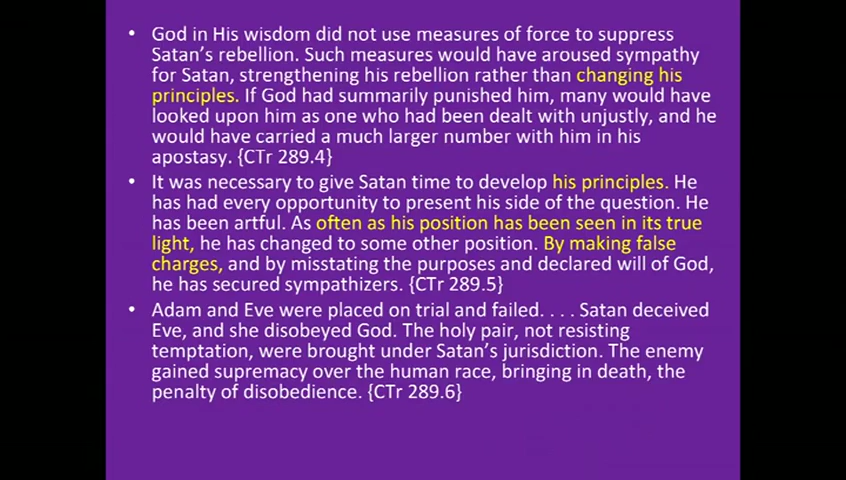 • God in His wisdom did not use measures of force to suppress
Satan's rebellion. Such measures would have aroused sympathy
for Satan, strengthening his rebellion rather than changing his
principles. If God had summarily punished him, many would have
looked upon him as one who had been dealt with unjustly, and he
would have carried a much larger number with him in his
apostasy. {CTr 289.4}
• It was necessary to give Satan time to develop his principles. He
has had every opportunity to present his side of the question. He
has been artful. As often as his position has been seen in its true
light, he has changed to some other position. By making false
charges, and by misstating the purposes and declared will of God,
he has secured sympathizers. {CTr 289.5}
• Adam and Eve were placed on trial and failed. . . . Satan deceived
Eve, and she disobeyed God. The holy pair, not resisting
temptation, were brought under Satan's jurisdiction. The enemy
gained supremacy over the human race, bringing in death, the
penalty of disobedience. {CTr 289.6}